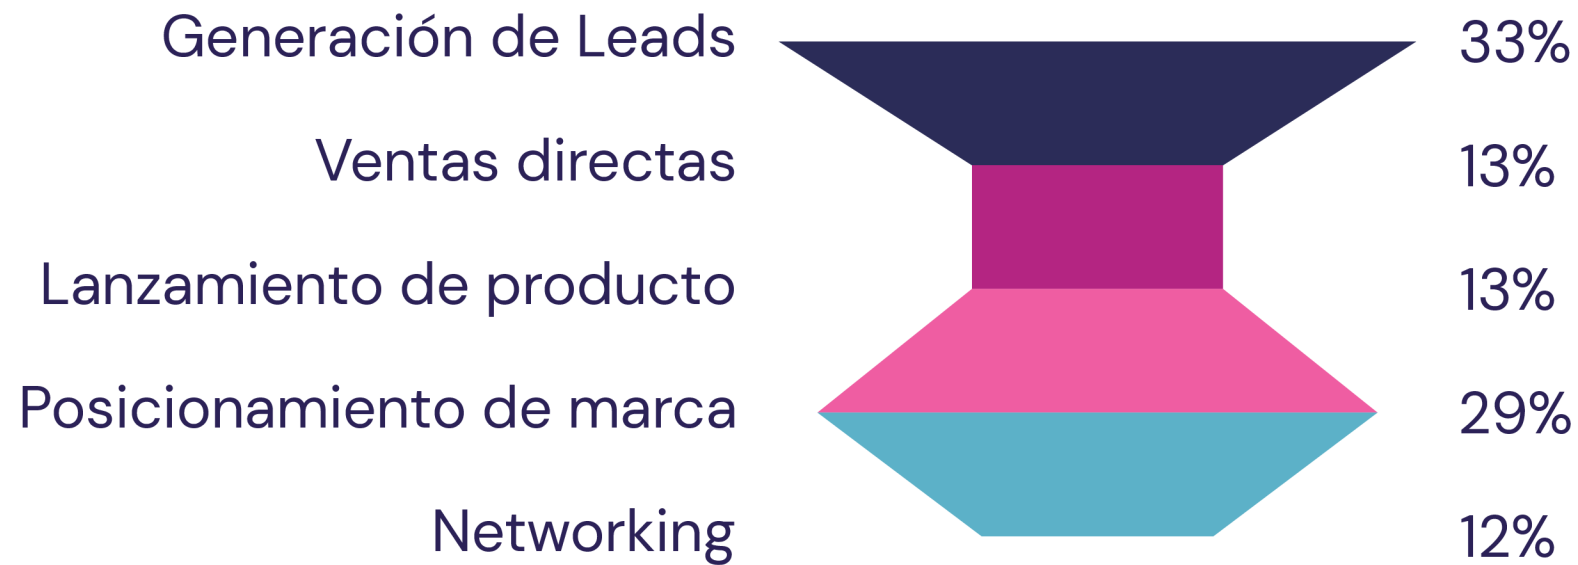 Generación de Leads 33%
Ventas directas 13%
Lanzamiento de producto 13%
Posicionamiento de marca 29%
Networking 12%